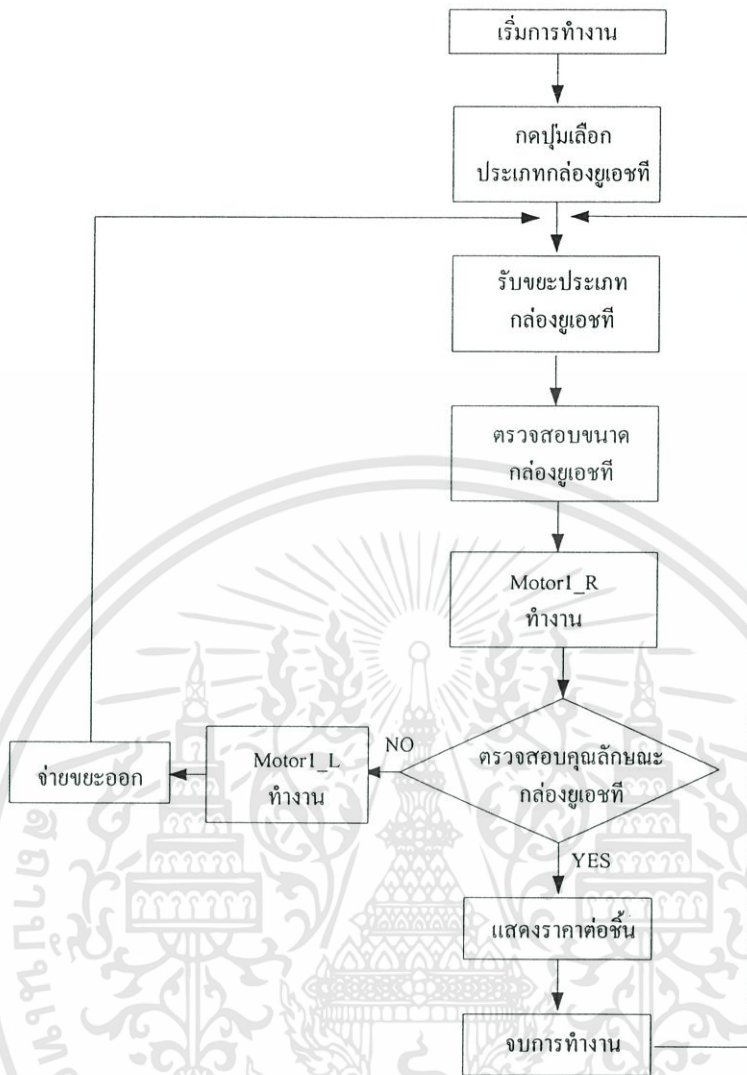 เริ่มการทำงาน
กดปุ่มเลือก
ประเภทกล่องยูเอชที
รับขยะประเภท
กล่องยูเอชที
ตรวจสอบขนาด
กล่องยูเอชที
Motor1_R
ทำงาน
ตรวจสอบคุณลักษณะ
กล่องยูเอชที
NO
Motor1_L
ทำงาน
จ่ายขยะออก
YES
แสดงราคาต่อชิ้น
จบการทำงาน